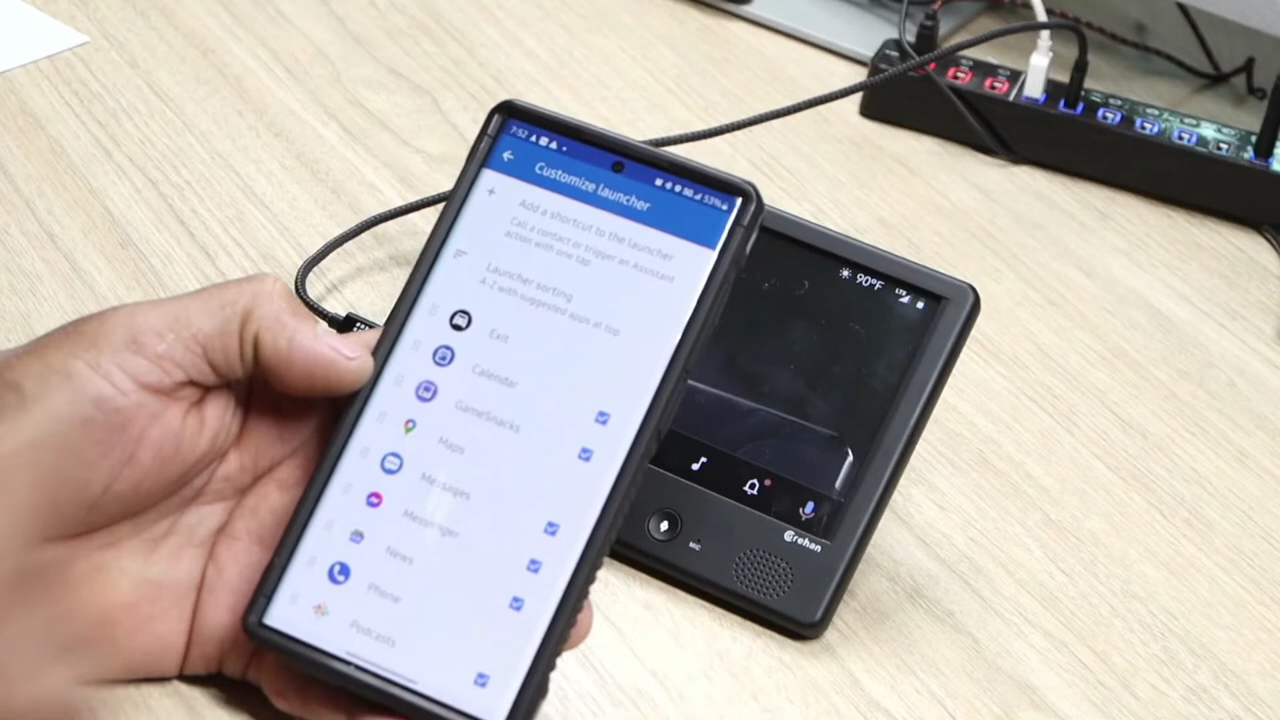 7:52
5G 53%
Customize launcher
Add a shortcut to the launcher
Call a contact or trigger an Assistant
action with one tap
Launcher sorting
A-Z with suggested apps at top
Exit
Calendar
GameSnacks
Maps
Messages
Messenger
News
Phone
Podcasts
90°F
LTE
MIC
Carehan